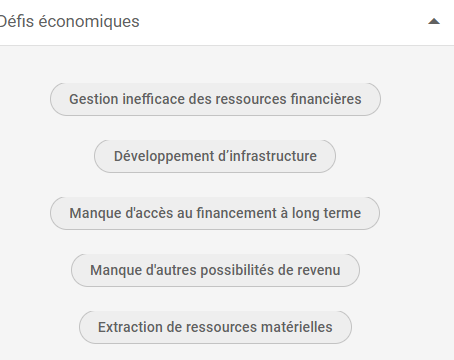 Défis économiques
Gestion inefficace des ressources financières
Développement d’infrastructure
Manque d'accès au financement à long terme
Manque d'autres possibilités de revenu
Extraction de ressources matérielles